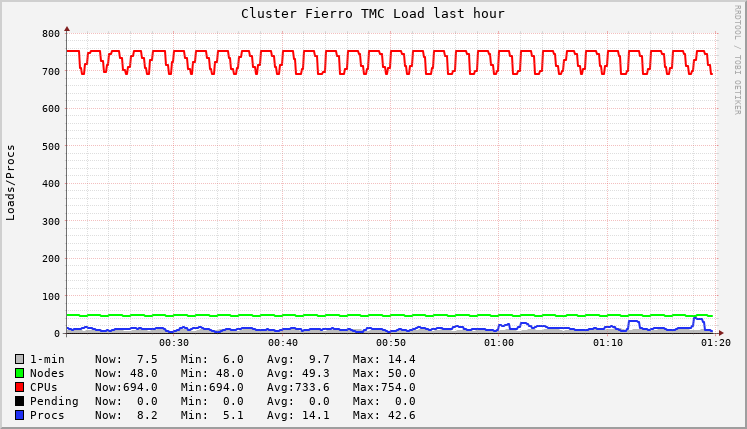 Cluster Fierro TMC Load last hour
RRDTOOL / TOBI OETIKER
Loads/Procs
800
700
600
500
400
300
200
100
0
00:30 00:40 00:50 01:00 01:10 01:20
1-min Now: 7.5 Min: 6.0 Avg: 9.7 Max: 14.4
Nodes Now: 48.0 Min: 48.0 Avg: 49.3 Max: 50.0
CPUs Now:694.0 Min:694.0 Avg:733.6 Max:754.0
Pending Now: 0.0 Min: 0.0 Avg: 0.0 Max: 0.0
Procs Now: 8.2 Min: 5.1 Avg: 14.1 Max: 42.6